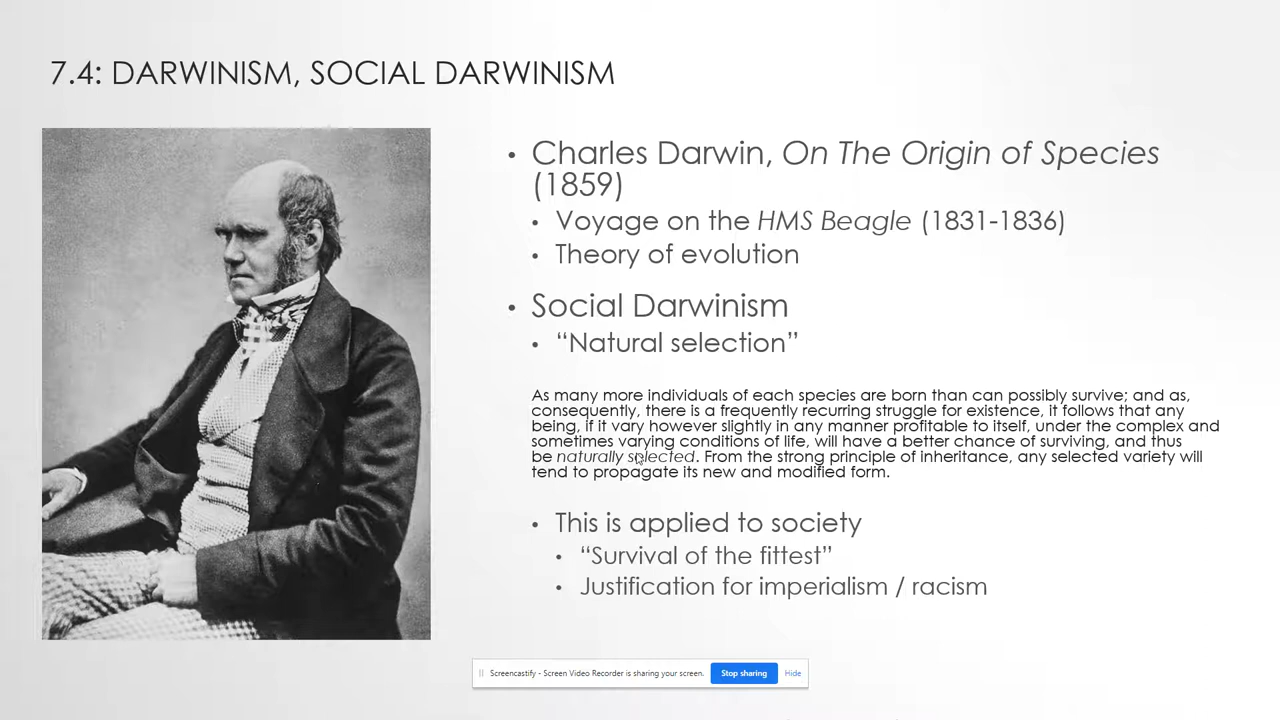 7.4: DARWINISM, SOCIAL DARWINISM
• Charles Darwin, On The Origin of Species
(1859)
• Voyage on the HMS Beagle (1831-1836)
• Theory of evolution
• Social Darwinism
• “Natural selection”
As many more individuals of each species are born than can possibly survive; and as,
consequently, there is a frequently recurring struggle for existence, it follows that any
being, if it vary however slightly in any manner profitable to itself, under the complex and
sometimes varying conditions of life, will have a better chance of surviving, and thus
be naturally selected. From the strong principle of inheritance, any selected variety will
tend to propagate its new and modified form.
• This is applied to society
• “Survival of the fittest”
• Justification for imperialism / racism
Screencastify - Screen Video Recorder is sharing your screen. Stop sharing Hide